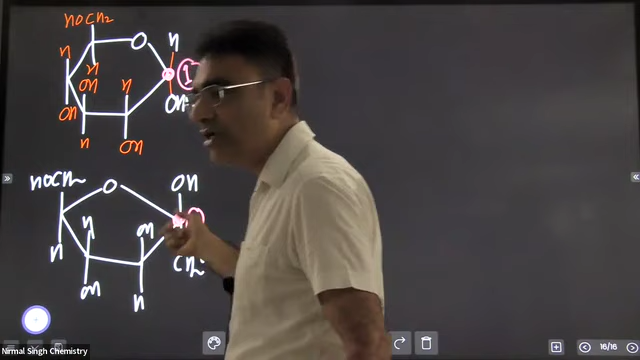 HOCH₂
O H
H
H
OH H
1
OH
OH
H OH
HOCH₂ O OH
H OH
H
CH₂
OH H
16/16
Nirmal Singh Chemistry